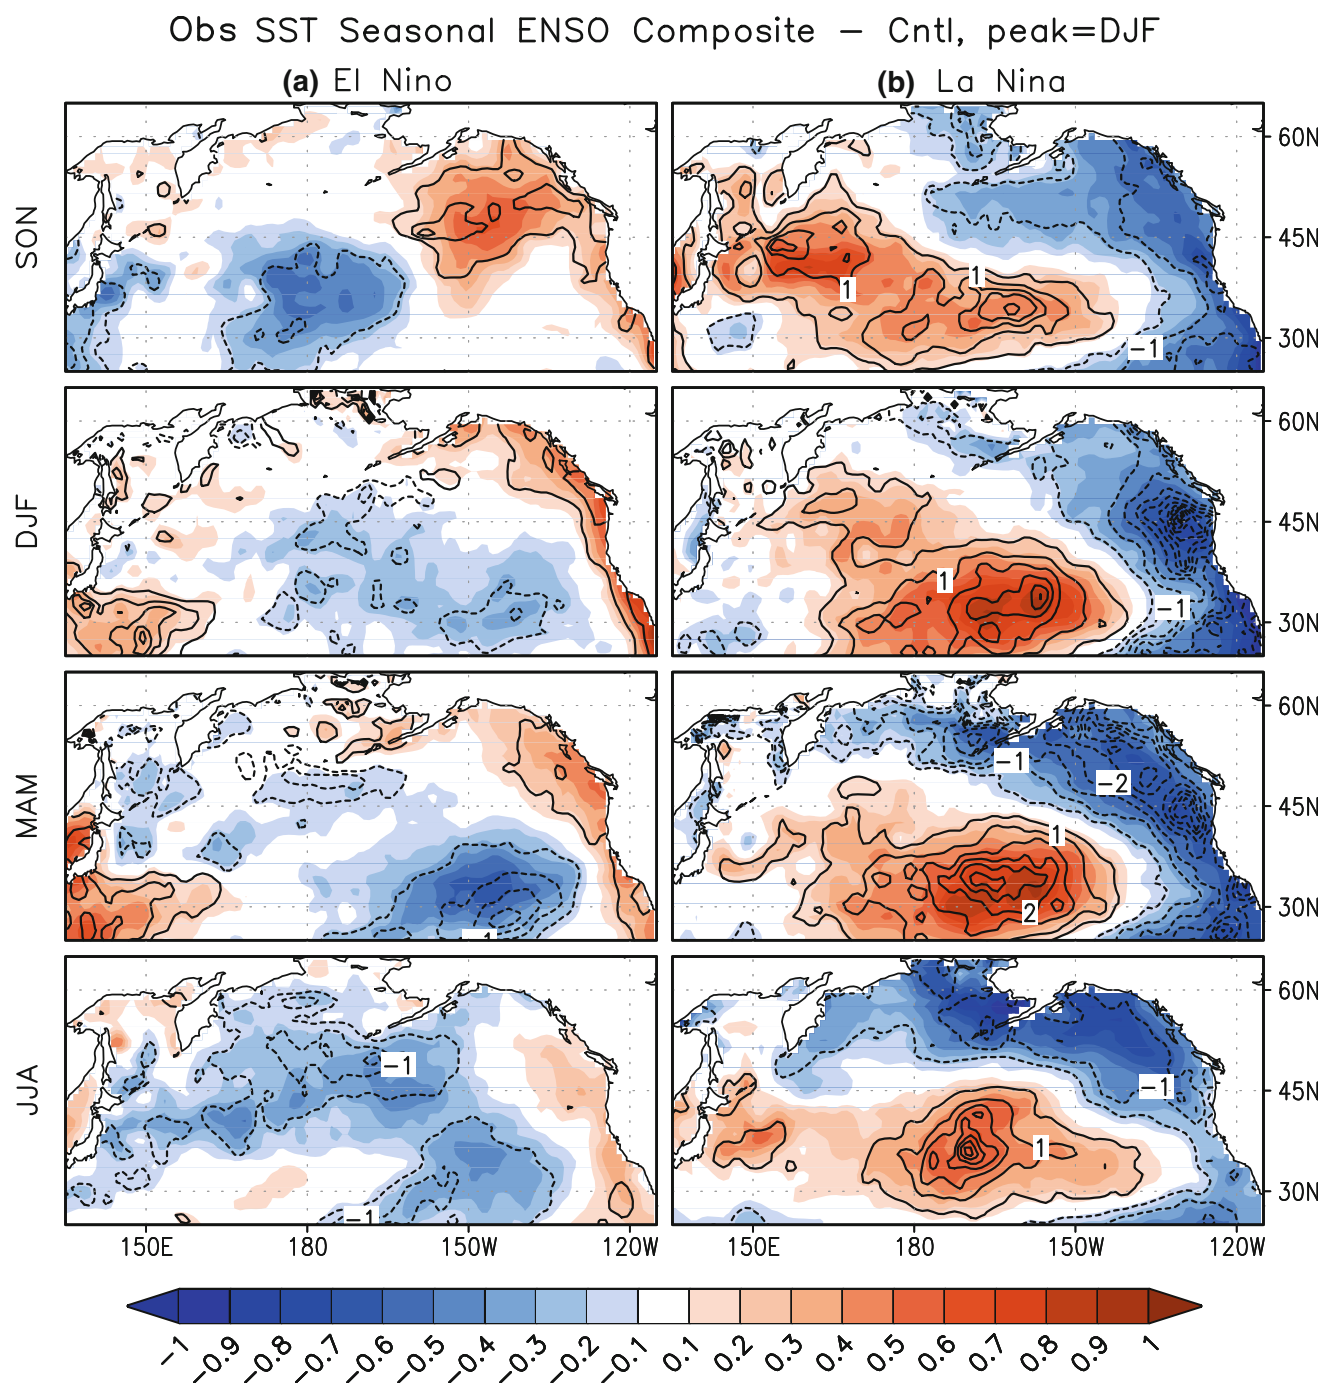 Obs SST Seasonal ENSO Composite – Cntl, peak=DJF
(a) El Nino
(b) La Nina
SON
1
1
-1
60N
45N
30N
DJF
1
-1
60N
45N
30N
MAM
-1
-1
-2
1
2
60N
45N
30N
JJA
-1
-1
-1
1
60N
45N
30N
150E 180 150W 120W 150E 180 150W 120W
-1 -0.9 -0.8 -0.7 -0.6 -0.5 -0.4 -0.3 -0.2 -0.1 0.1 0.2 0.3 0.4 0.5 0.6 0.7 0.8 0.9 1